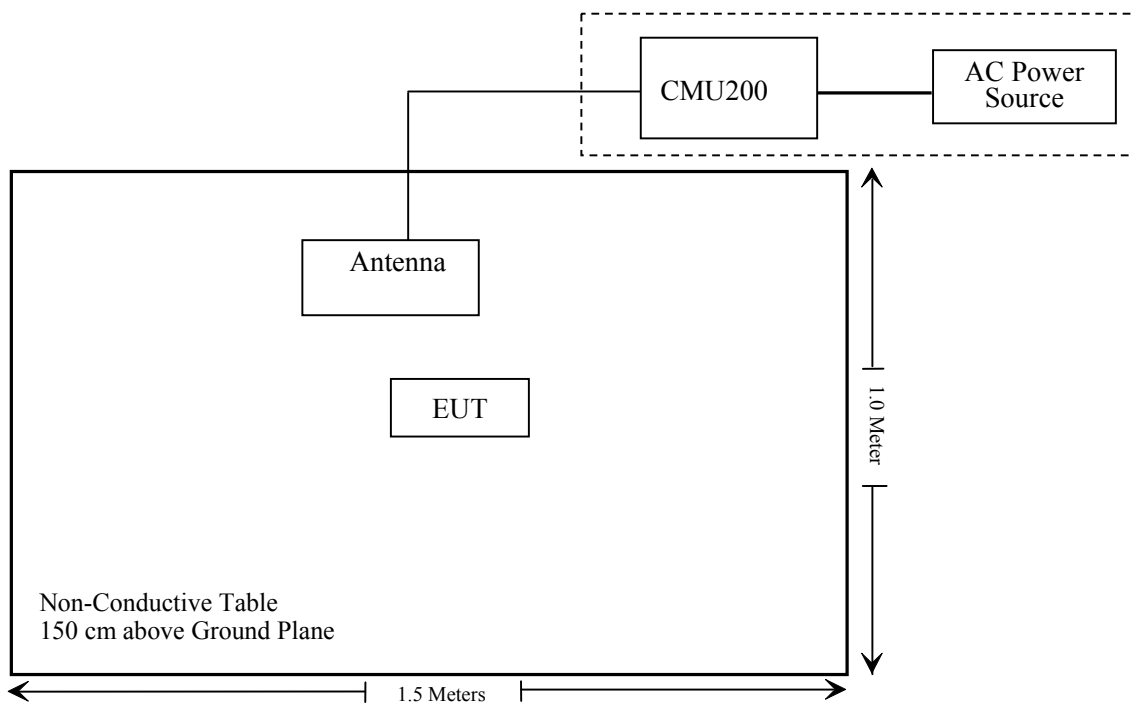 CMU200
AC Power
Source
Antenna
EUT
1.0 Meter
Non-Conductive Table
150 cm above Ground Plane
1.5 Meters